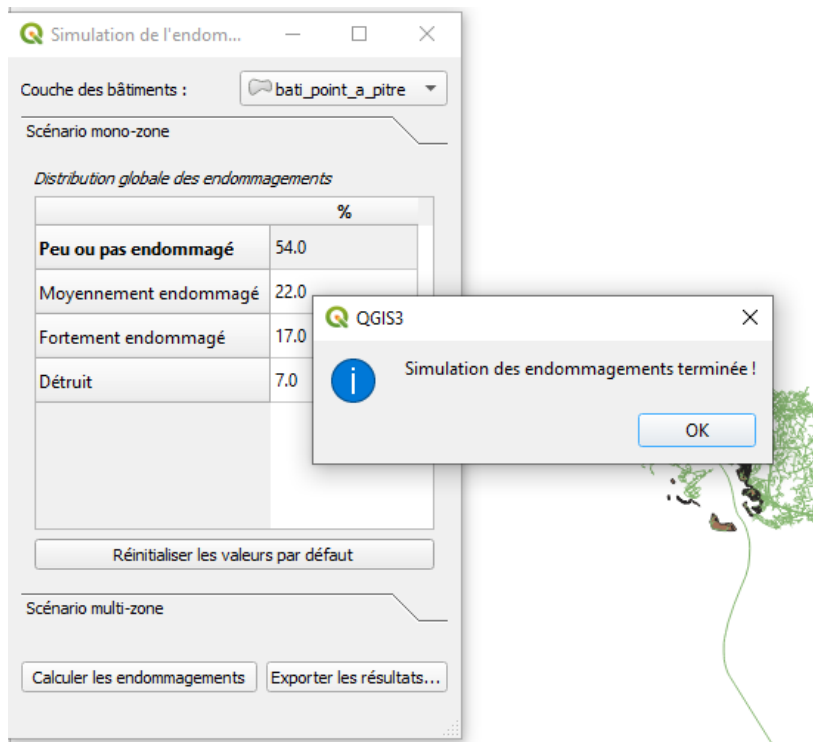 Simulation de l'endom...
Couche des bâtiments :
bati_point_a_pitre
Scénario mono-zone
Distribution globale des endommagements
%
Peu ou pas endommagé 54.0
Moyennement endommagé 22.0
Fortement endommagé 17.0
Détruit 7.0
QGIS3
Simulation des endommagements terminée !
OK
Réinitialiser les valeurs par défaut
Scénario multi-zone
Calculer les endommagements
Exporter les résultats...